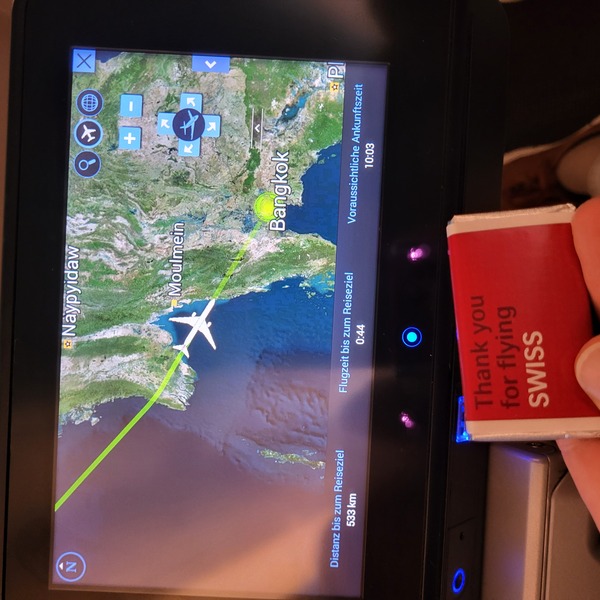 N
Naypyidaw
Moulmein
Bangkok
Distanz bis zum Reiseziel
533 km
Flugzeit bis zum Reiseziel
0:44
Voraussichtliche Ankunftszeit
10:03
Thank you
for flying
SWISS